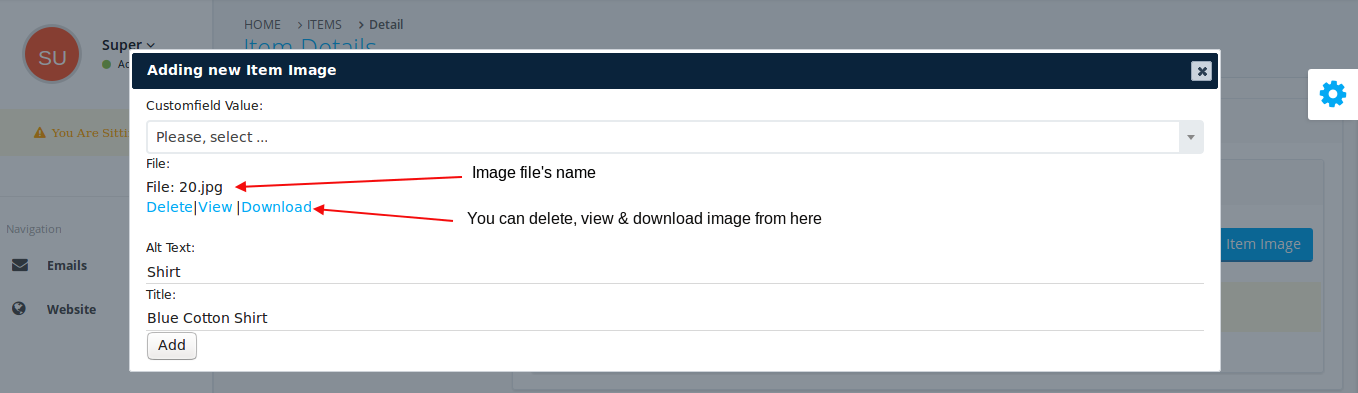 HOME > ITEMS > Detail
Item Details
SU
Super
You Are Sitti
Navigation
Emails
Website
Adding new Item Image
Customfield Value:
Please, select ...
File:
File: 20.jpg
Image file's name
Delete|View |Download
You can delete, view & download image from here
Alt Text:
Shirt
Title:
Blue Cotton Shirt
Add
Item Image